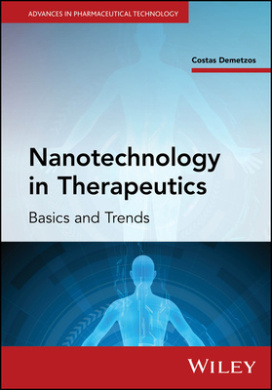 ADVANCES IN PHARMACEUTICAL TECHNOLOGY
Costas Demetzos
Nanotechnology
in Therapeutics
Basics and Trends
WILEY